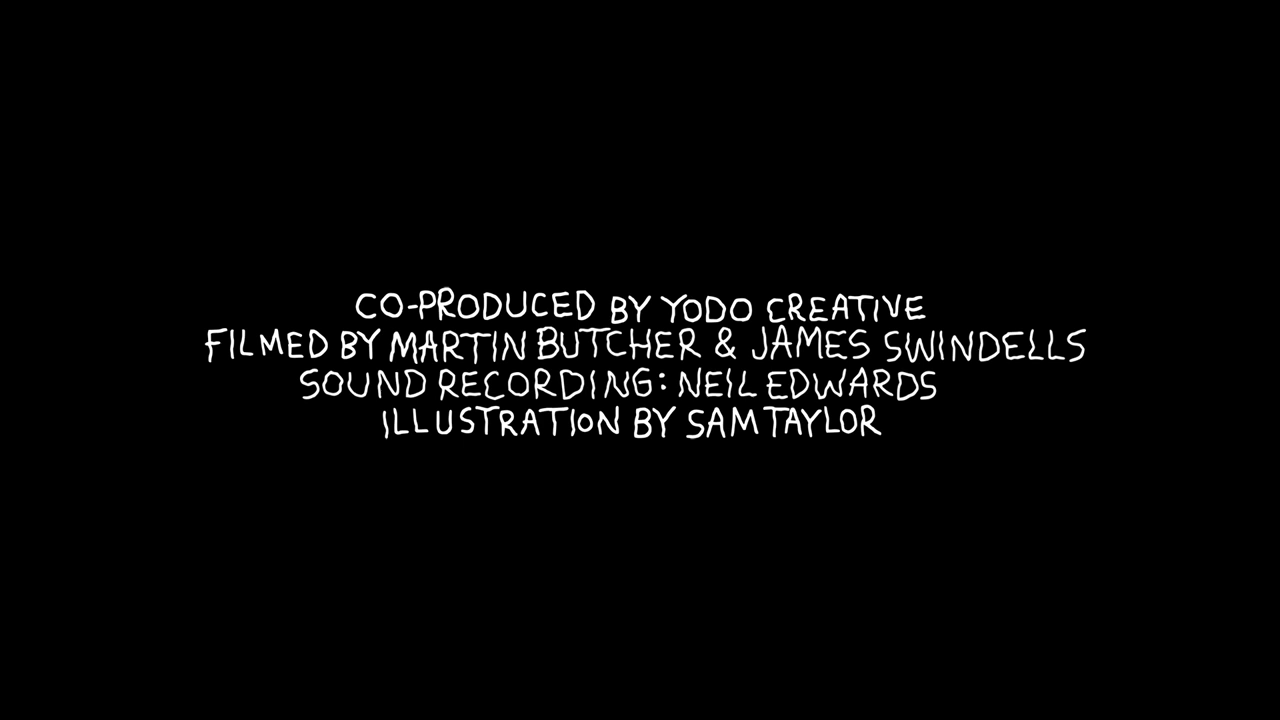 CO-PRODUCED BY YODO CREATIVE
FILMED BY MARTIN BUTCHER & JAMES SWINDELLS
SOUND RECORDING: NEIL EDWARDS
ILLUSTRATION BY SAM TAYLOR